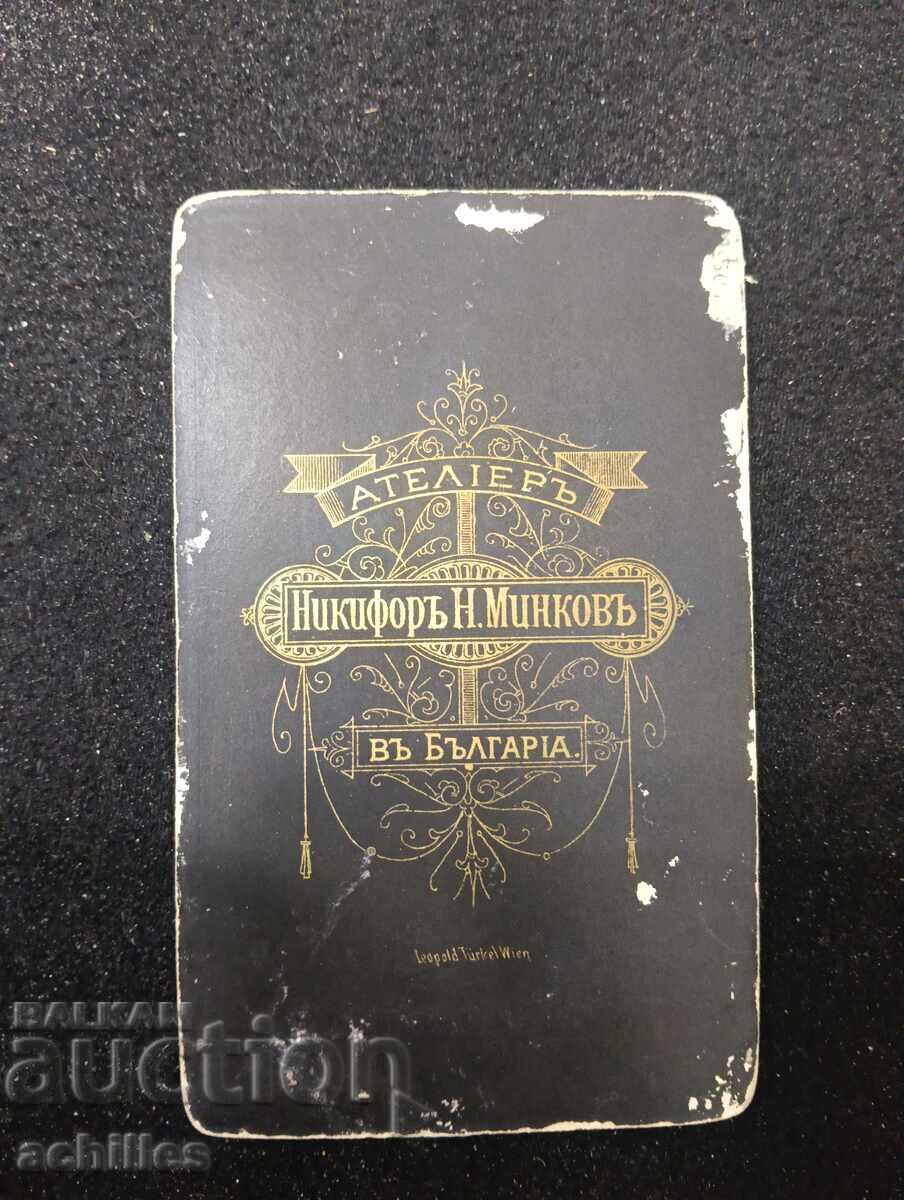 АТЕЛІЕРЪ
НИКИФОРЪ Н. МИНКОВЪ
ВЪ БЪЛГАРІА.
Leopold Türkel Wien
BALKAN
auction
achilles